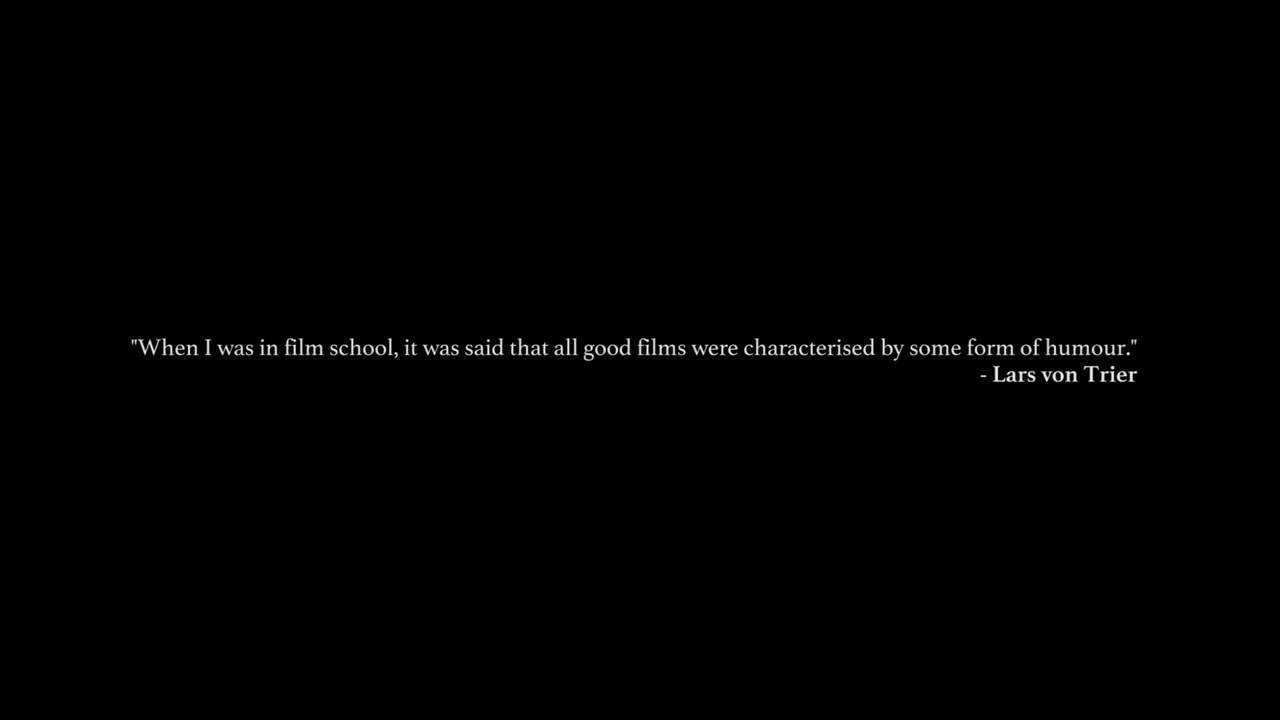 "When I was in film school, it was said that all good films were characterised by some form of humour."
- Lars von Trier